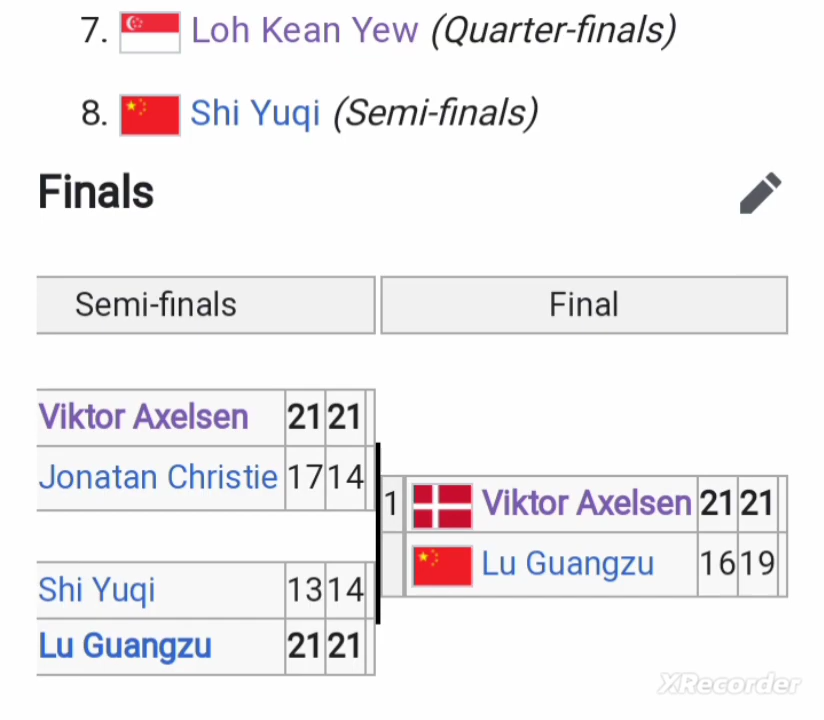 7. Loh Kean Yew (Quarter-finals)
8. Shi Yuqi (Semi-finals)
Finals
Semi-finals Final
Viktor Axelsen 21 21
Jonatan Christie 17 14
1 Viktor Axelsen 21 21
Lu Guangzu 16 19
Shi Yuqi 13 14
Lu Guangzu 21 21
XRecorder